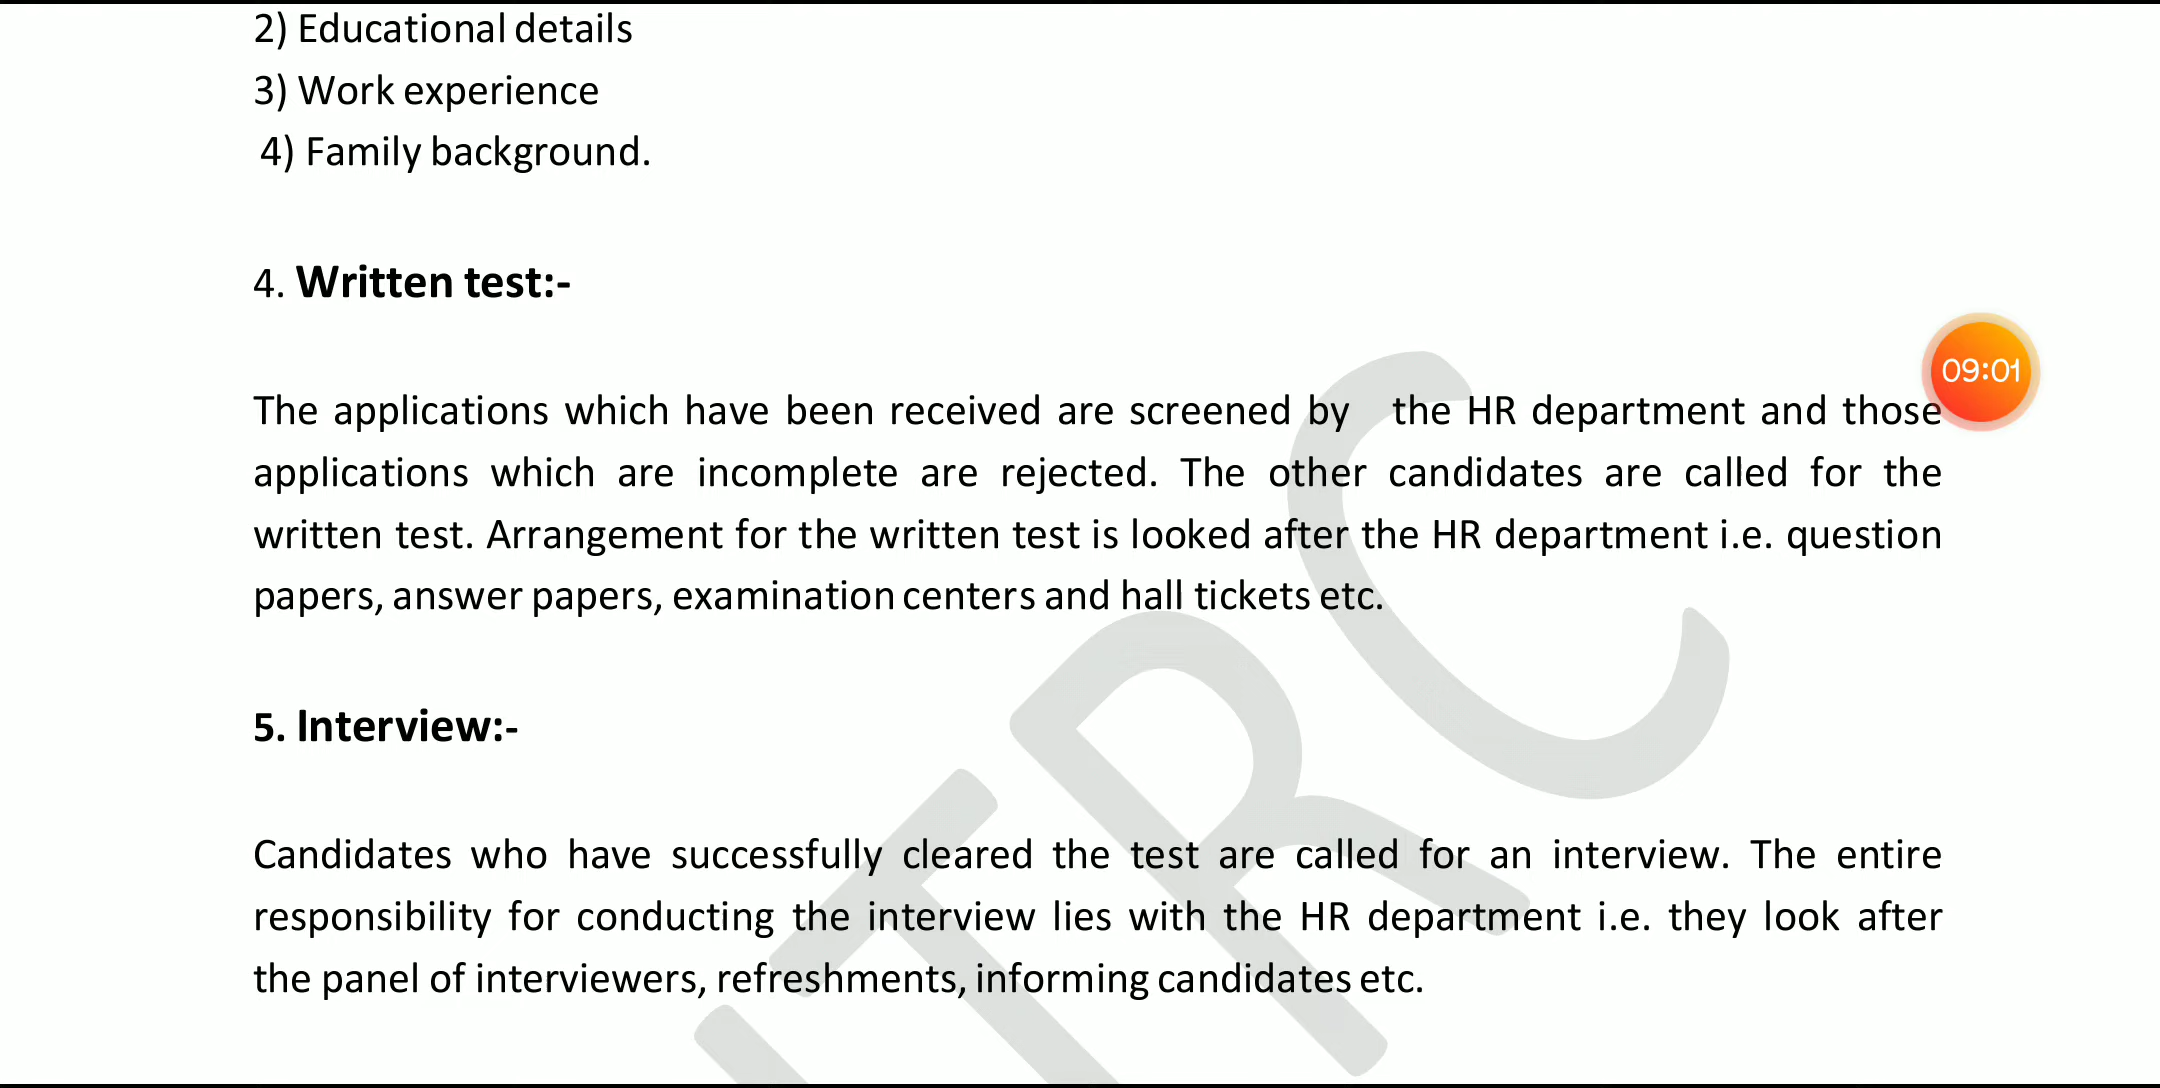 2) Educational details
3) Work experience
4) Family background.
4. Written test:-
09:01
The applications which have been received are screened by the HR department and those
applications which are incomplete are rejected. The other candidates are called for the
written test. Arrangement for the written test is looked after the HR department i.e. question
papers, answer papers, examination centers and hall tickets etc.
5. Interview:-
Candidates who have successfully cleared the test are called for an interview. The entire
responsibility for conducting the interview lies with the HR department i.e. they look after
the panel of interviewers, refreshments, informing candidates etc.
TRC